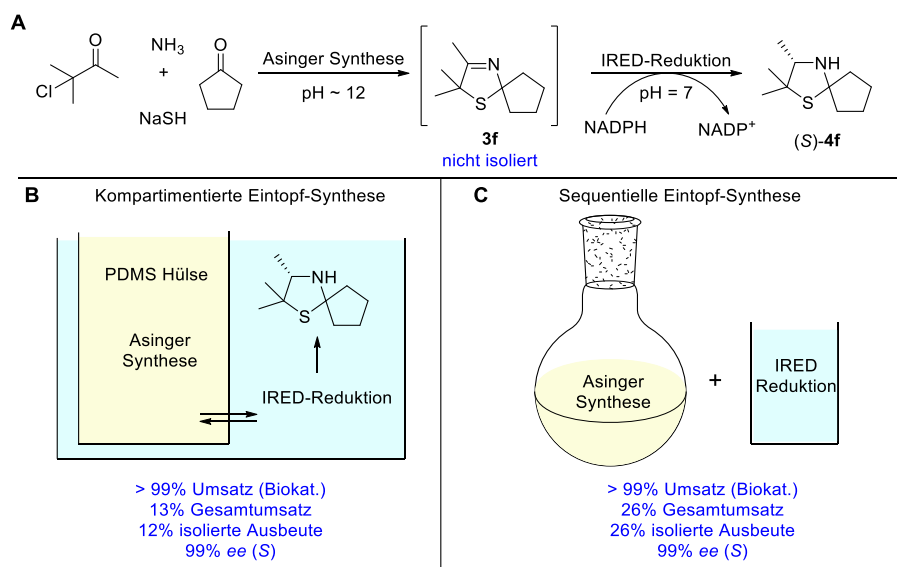 A
O
Cl
NH3
+
NaSH
O
Asinger Synthese
pH ~ 12
N
S
3f
nicht isoliert
IRED-Reduktion
pH = 7
NADPH
NADP+
NH
S
(S)-4f
B
Kompartimentierte Eintopf-Synthese
PDMS Hülse
Asinger
Synthese
NH
S
IRED-Reduktion
> 99% Umsatz (Biokat.)
13% Gesamtumsatz
12% isolierte Ausbeute
99% ee (S)
C
Sequentielle Eintopf-Synthese
Asinger
Synthese
+
IRED
Reduktion
> 99% Umsatz (Biokat.)
26% Gesamtumsatz
26% isolierte Ausbeute
99% ee (S)